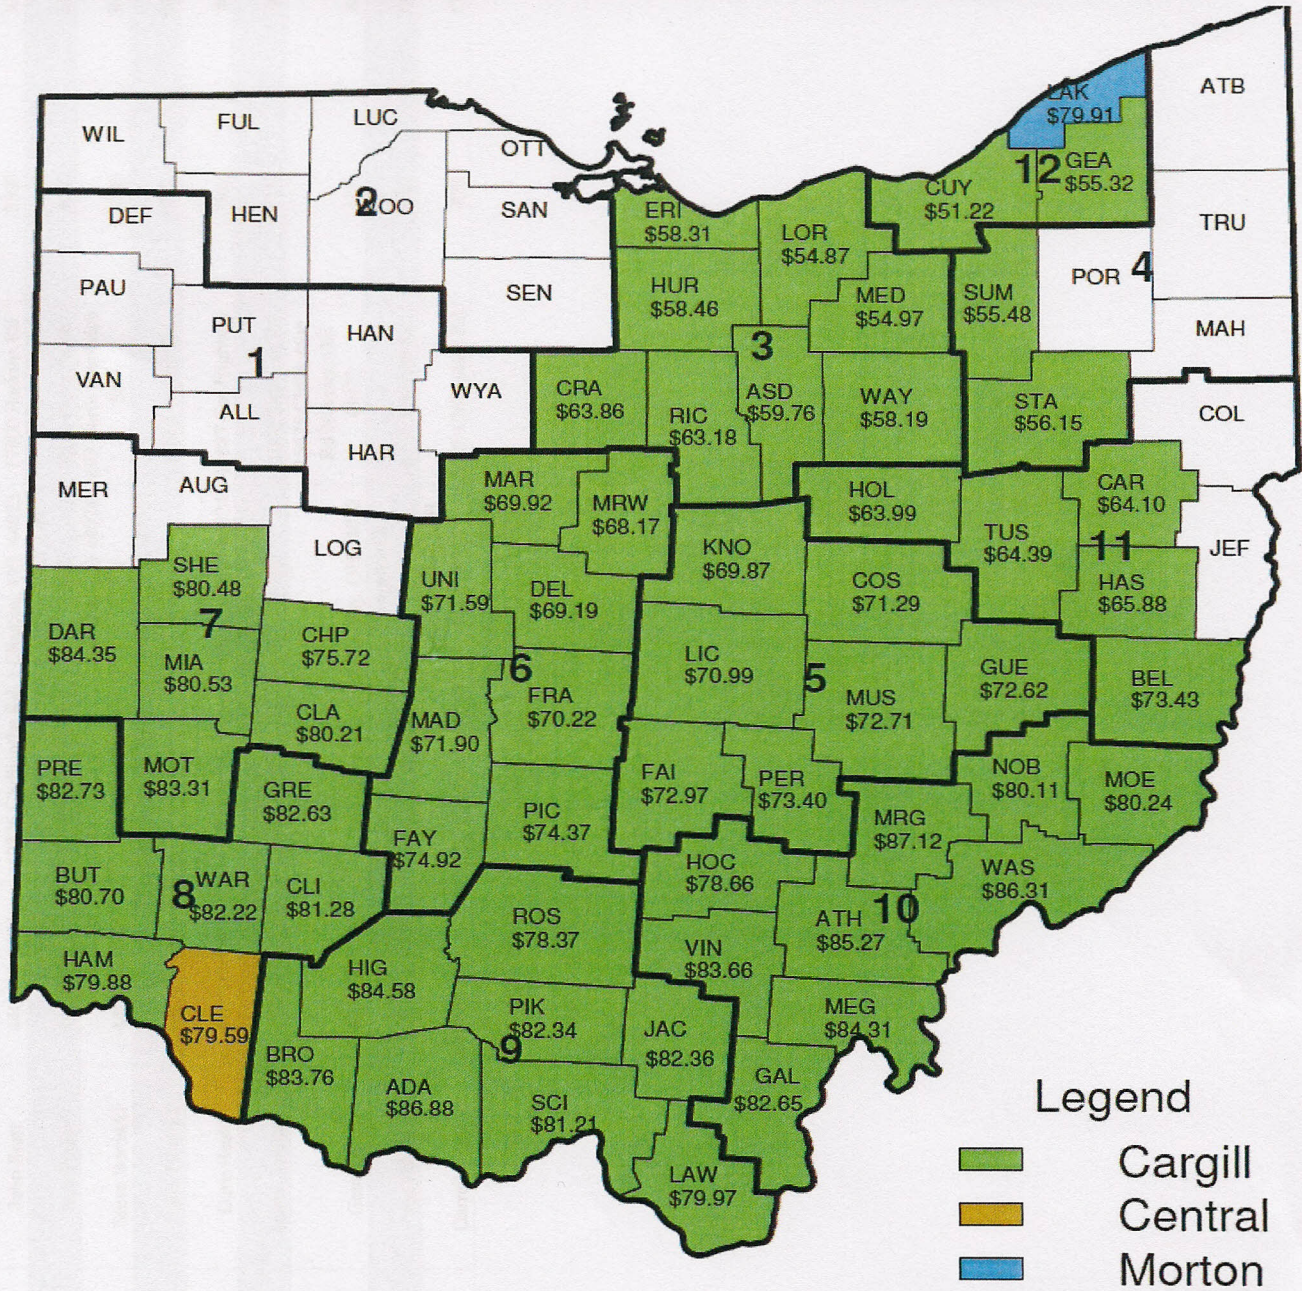 ATB
LAK
$79.91
WIL
FUL
LUC
OTT
12
GEA
$55.32
CUY
$51.22
DEF
HEN
2
WOO
SAN
ERI
$58.31
LOR
$54.87
TRU
PAU
SEN
HUR
$58.46
MED
$54.97
SUM
$55.48
POR
4
PUT
HAN
MAH
1
3
VAN
ALL
WYA
CRA
$63.86
RIC
$63.18
ASD
$59.76
WAY
$58.19
STA
$56.15
COL
HAR
MER
AUG
MAR
$69.92
MRW
$68.17
HOL
$63.99
CAR
$64.10
LOG
KNO
$69.87
TUS
$64.39
11
JEF
SHE
$80.48
UNI
$71.59
DEL
$69.19
COS
$71.29
HAS
$65.88
7
DAR
$84.35
MIA
$80.53
CHP
$75.72
6
LIC
$70.99
5
MUS
$72.71
GUE
$72.62
BEL
$73.43
CLA
$80.21
MAD
$71.90
FRA
$70.22
PRE
$82.73
MOT
$83.31
GRE
$82.63
FAI
$72.97
PER
$73.40
NOB
$80.11
MOE
$80.24
FAY
$74.92
PIC
$74.37
MRG
$87.12
BUT
$80.70
8
WAR
$82.22
CLI
$81.28
HOC
$78.66
WAS
$86.31
ROS
$78.37
ATH
$85.27
10
HAM
$79.88
HIG
$84.58
VIN
$83.66
CLE
$79.59
PIK
$82.34
JAC
$82.36
MEG
$84.31
BRO
$83.76
9
ADA
$86.88
SCI
$81.21
GAL
$82.65
LAW
$79.97
Legend
Cargill
Central
Morton